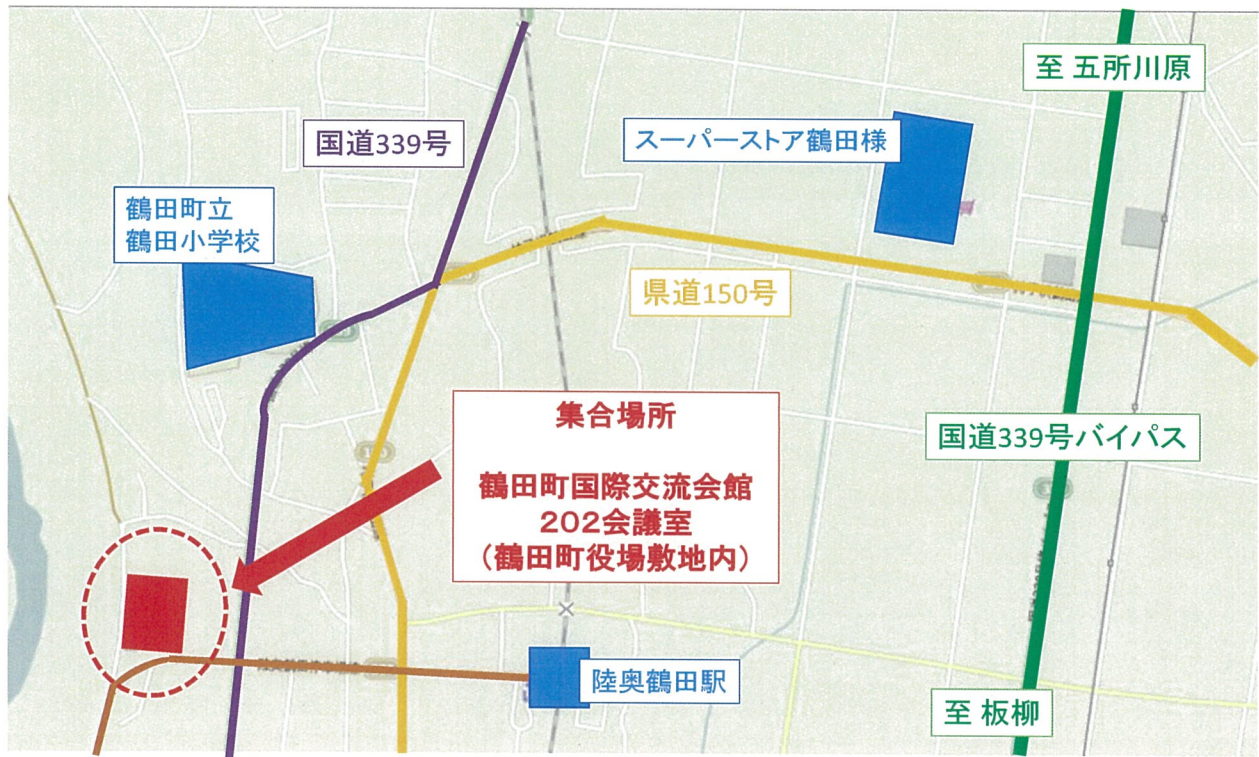 至 五所川原
国道339号
スーパーストア鶴田様
鶴田町立
鶴田小学校
県道150号
集合場所
鶴田町国際交流会館
202会議室
（鶴田町役場敷地内）
国道339号バイパス
陸奥鶴田駅
至 板柳